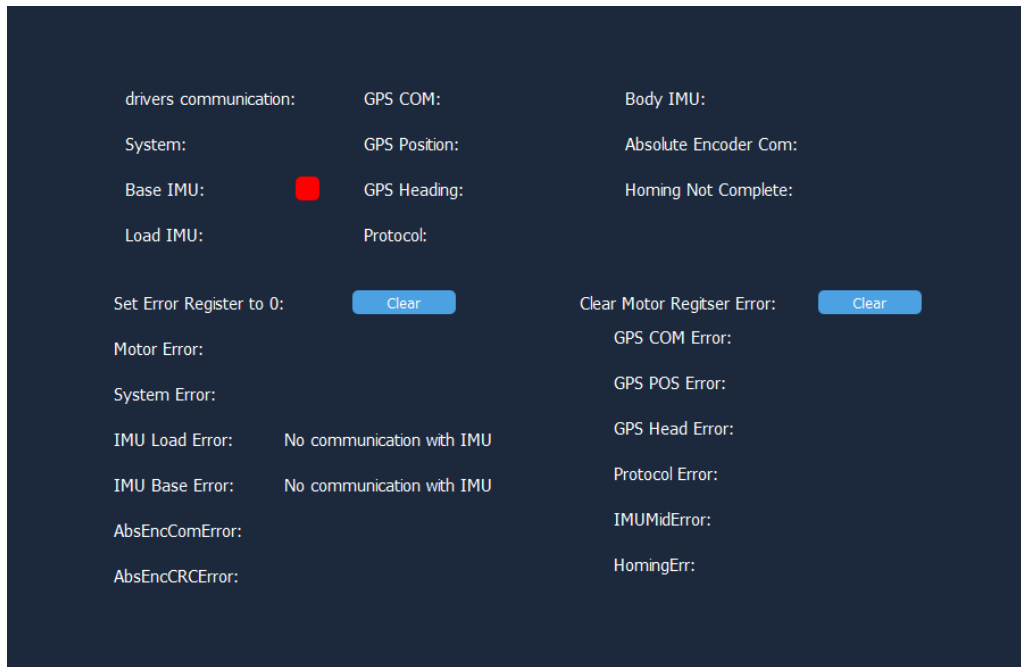 drivers communication: GPS COM: Body IMU:
System: GPS Position: Absolute Encoder Com:
Base IMU: GPS Heading: Homing Not Complete:
Load IMU: Protocol:
Set Error Register to 0: Clear Clear Motor Regitser Error: Clear
GPS COM Error:
Motor Error:
GPS POS Error:
System Error:
GPS Head Error:
IMU Load Error: No communication with IMU
Protocol Error:
IMU Base Error: No communication with IMU
IMUMidError:
AbsEncComError:
HomingErr:
AbsEncCRCError: